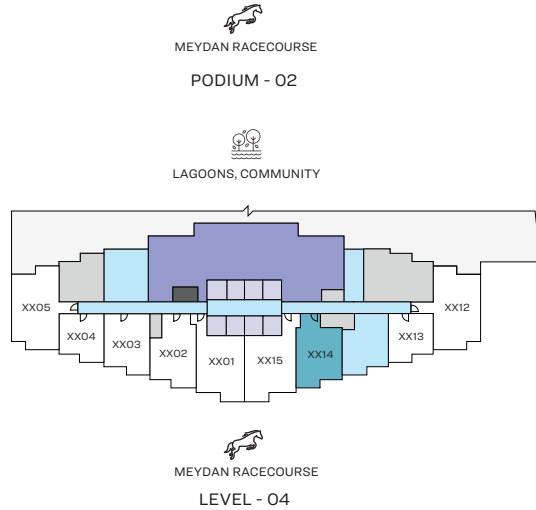 MEYDAN RACECOURSE
PODIUM - 02
LAGOONS, COMMUNITY
XX05
XX12
XX04
XX03
XX02
XX01
XX15
XX14
XX13
MEYDAN RACECOURSE
LEVEL - 04